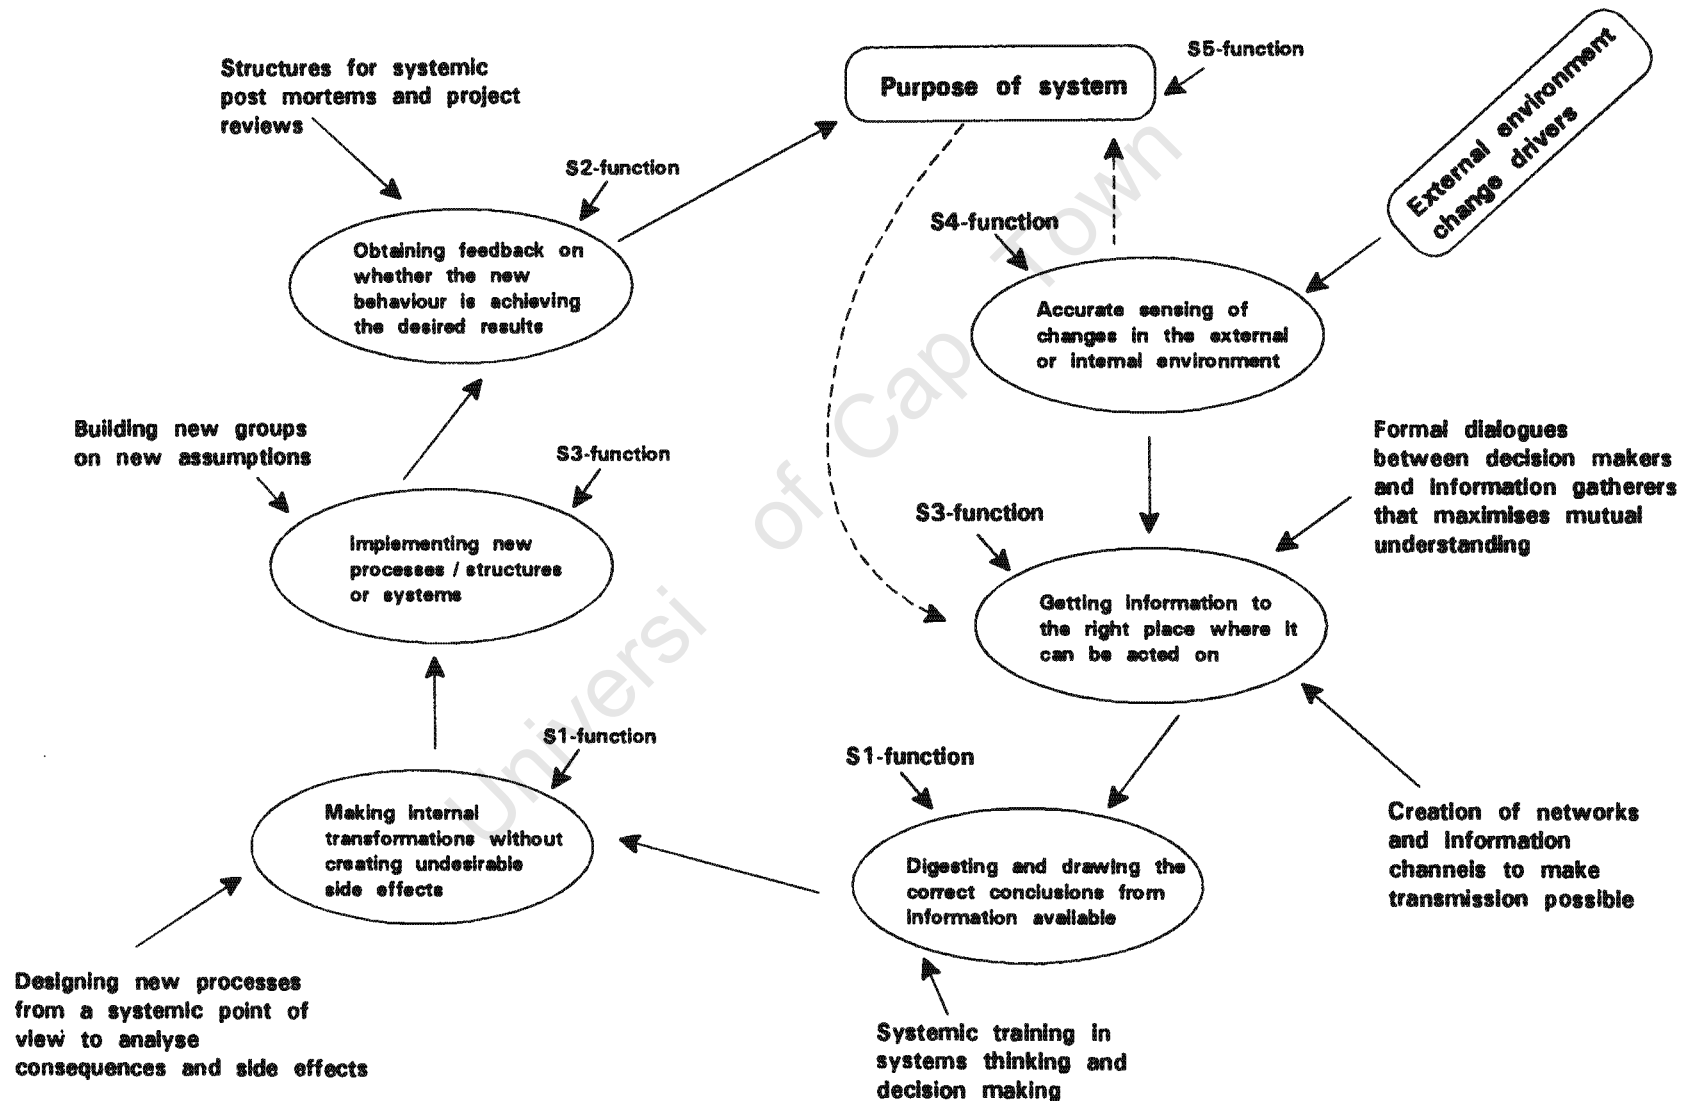 Structures for systemic
post mortems and project
reviews
Purpose of system
S5-function
External environment
change drivers
S2-function
Obtaining feedback on
whether the new
behaviour is achieving
the desired results
S4-function
Accurate sensing of
changes in the external
or internal environment
Building new groups
on new assumptions
S3-function
Implementing new
processes / structures
or systems
Formal dialogues
between decision makers
and information gatherers
that maximises mutual
understanding
S3-function
Getting information to
the right place where it
can be acted on
S1-function
Making internal
transformations without
creating undesirable
side effects
S1-function
Digesting and drawing the
correct conclusions from
information available
Creation of networks
and information
channels to make
transmission possible
Designing new processes
from a systemic point of
view to analyse
consequences and side effects
Systemic training in
systems thinking and
decision making
Universi of Cap Town